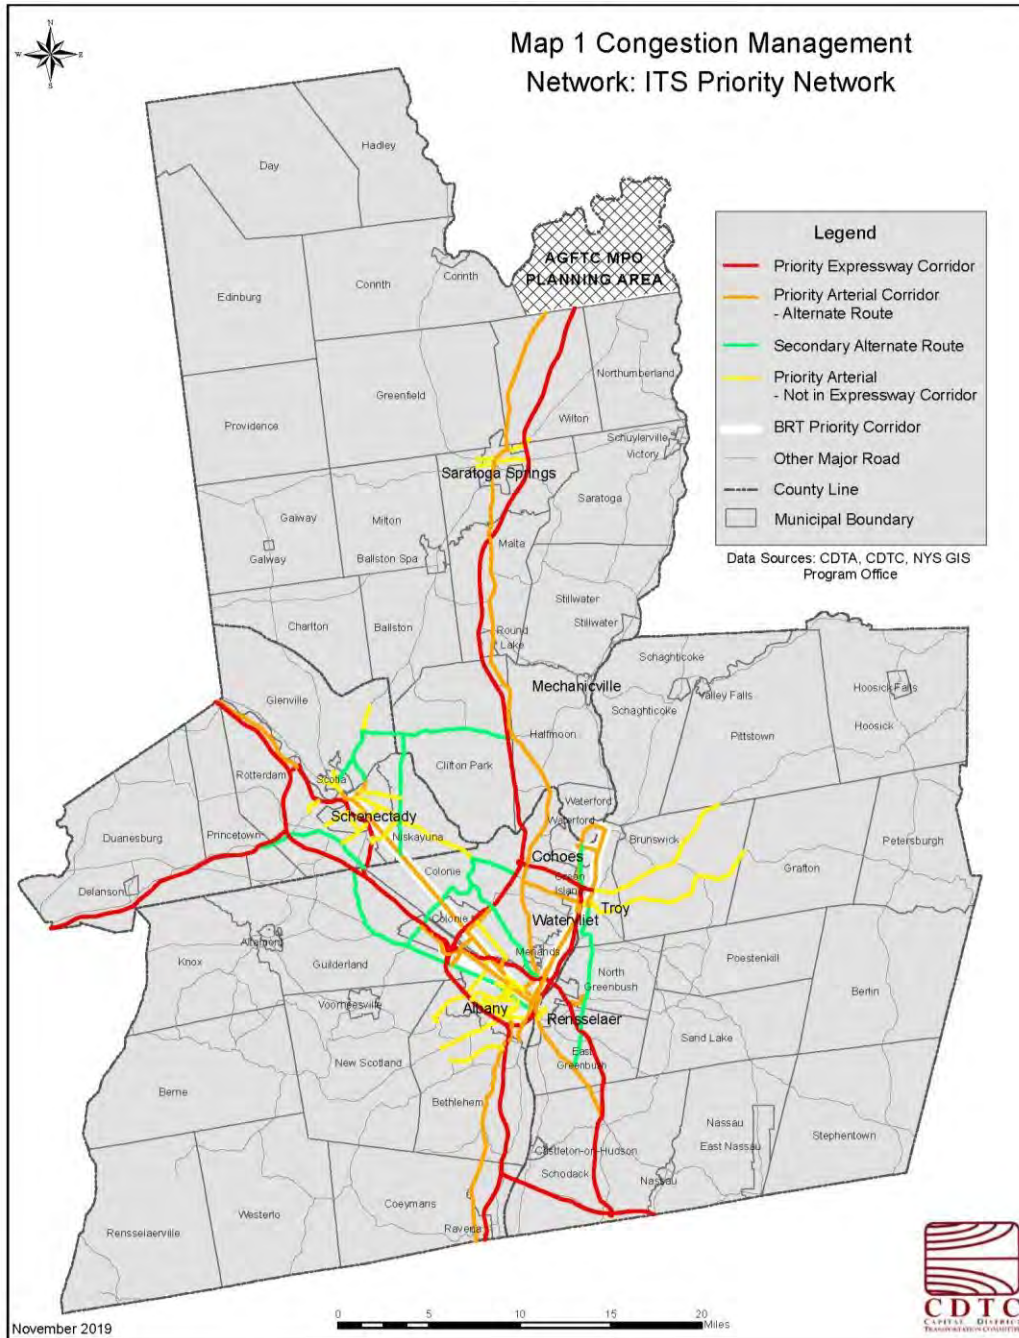 Map 1 Congestion Management
Network: ITS Priority Network
N
W
E
S
Hadley
Day
AGFTC MPO
PLANNING AREA
Corinth
Corinth
Edinburg
Northumberland
Greenfield
Wilton
Providence
Schuylerville
Victory
Saratoga Springs
Saratoga
Galway
Milton
Galway
Ballston Spa
Malta
Stillwater
Stillwater
Charlton
Ballston
Round
Lake
Schaghticoke
Mechanicville
Valley Falls
Hoosick Falls
Glenville
Schaghticoke
Hoosick
Halfmoon
Pittstown
Clifton Park
Rotterdam
Scotia
Waterford
Waterford
Schenectady
Duanesburg
Princetown
Niskayuna
Brunswick
Petersburgh
Cohoes
Colonie
Grafton
Green
Island
Delanson
Troy
Colonie
Watervliet
Altamont
Menands
Knox
Guilderland
North
Greenbush
Poestenkill
Berlin
Voorheesville
Albany
Rensselaer
Sand Lake
New Scotland
East
Greenbush
Berne
Bethlehem
Nassau
East Nassau
Stephentown
Castleton-on-Hudson
Schodack
Nassau
Coeymans
Westerlo
Ravena
Rensselaerville
Legend
Priority Expressway Corridor
Priority Arterial Corridor
- Alternate Route
Secondary Alternate Route
Priority Arterial
- Not in Expressway Corridor
BRT Priority Corridor
Other Major Road
County Line
Municipal Boundary
Data Sources: CDTA, CDTC, NYS GIS
Program Office
0 5 10 15 20
Miles
November 2019
CDTC
CAPITAL DISTRICT
TRANSPORTATION COMMITTEE